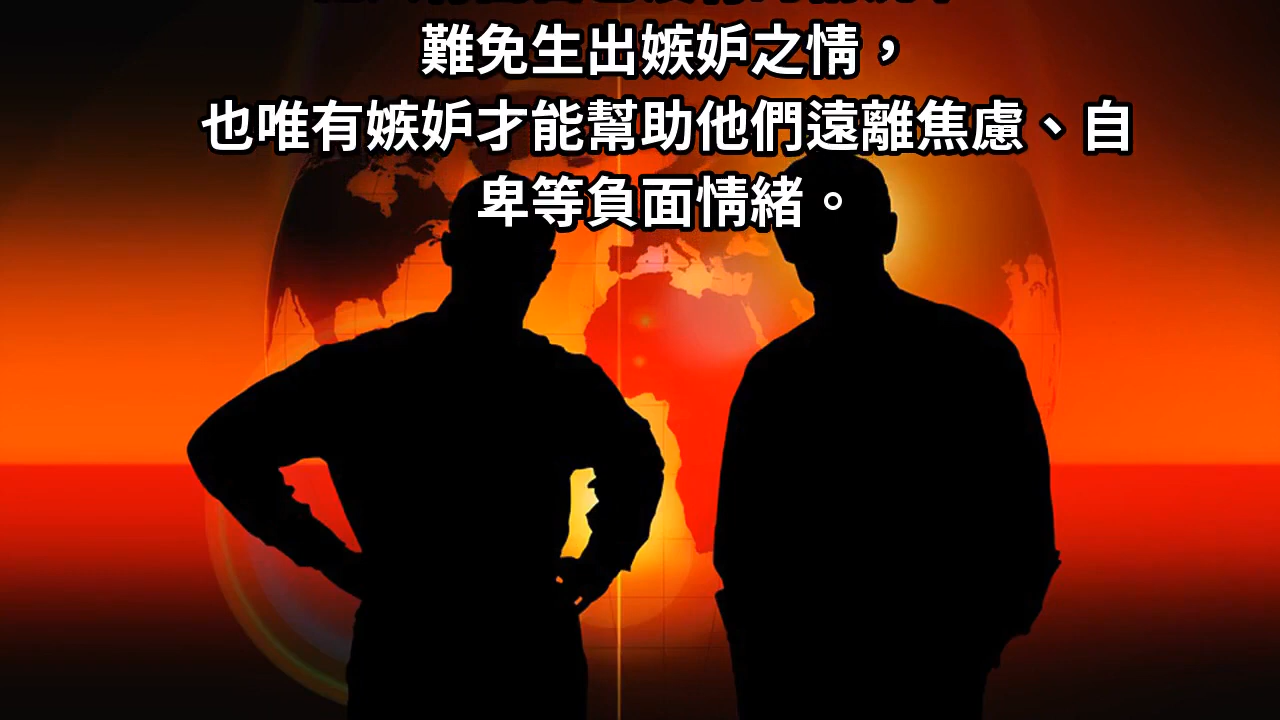 難免生出嫉妒之情，
也唯有嫉妒才能幫助他們遠離焦慮、自
卑等負面情緒。